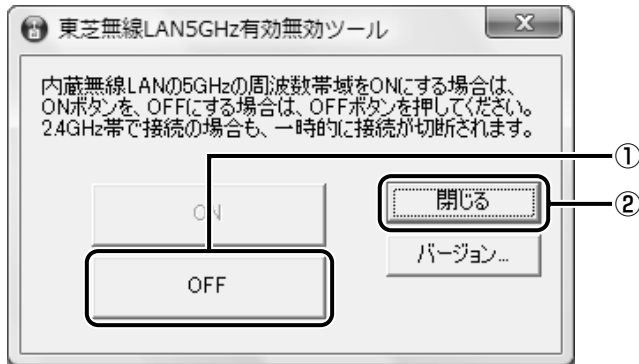 東芝無線LAN5GHz有効無効ツール
内蔵無線LANの5GHzの周波数帯域をONにする場合は、
ONボタンを、OFFにする場合は、OFFボタンを押してください。
2.4GHz帯で接続の場合も、一時的に接続が切断されます。
①
ON
閉じる
②
バージョン...
OFF